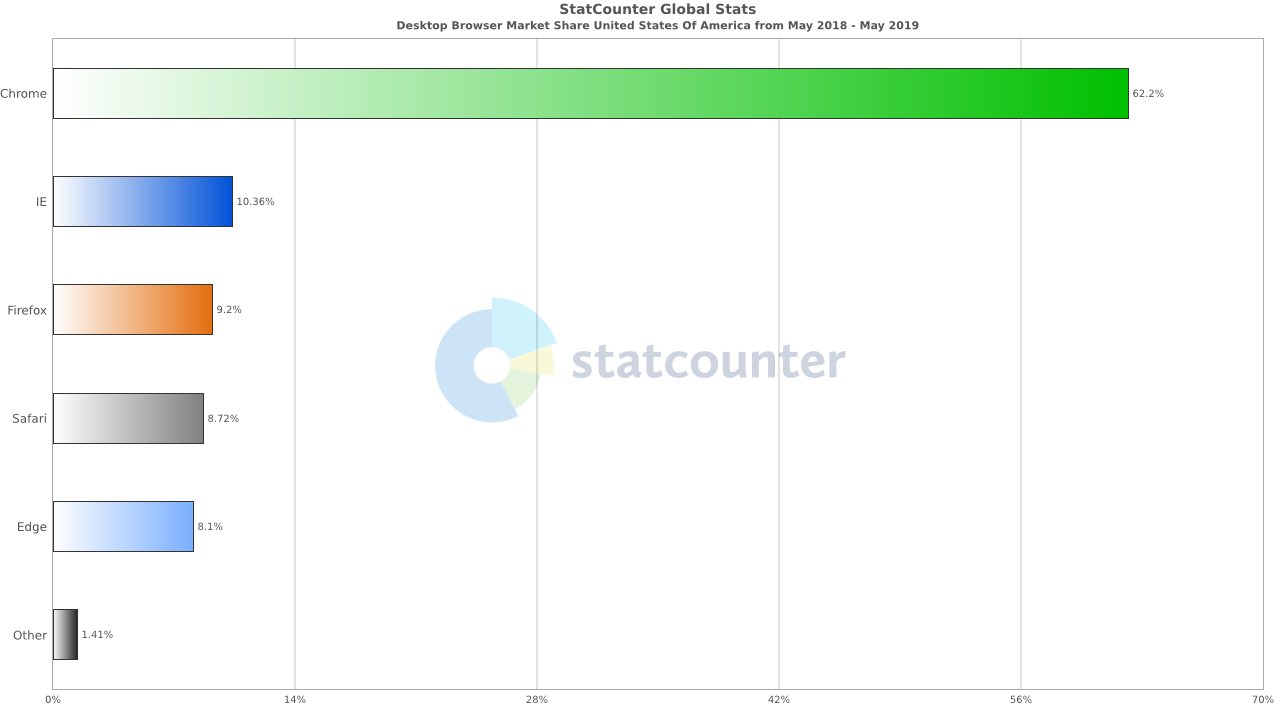 StatCounter Global Stats
Desktop Browser Market Share United States Of America from May 2018 - May 2019
Chrome 62.2%
IE 10.36%
Firefox 9.2%
statcounter
Safari 8.72%
Edge 8.1%
Other 1.41%
0% 14% 28% 42% 56% 70%